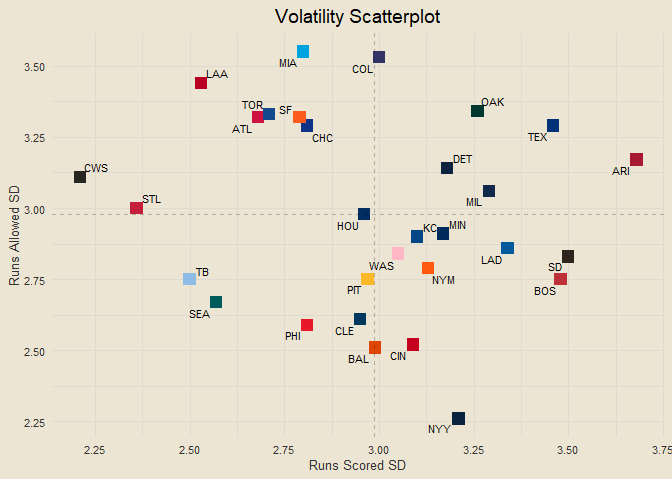 Volatility Scatterplot
Runs Allowed SD
3.50
3.25
3.00
2.75
2.50
2.25
MIA
COL
LAA
TOR
SF
OAK
ATL
CHC
TEX
CWS
DET
ARI
STL
MIL
HOU
KC
MIN
WAS
LAD
SD
TB
PIT
NYM
BOS
SEA
PHI
CLE
BAL
CIN
NYY
2.25
2.50
2.75
3.00
3.25
3.50
3.75
Runs Scored SD